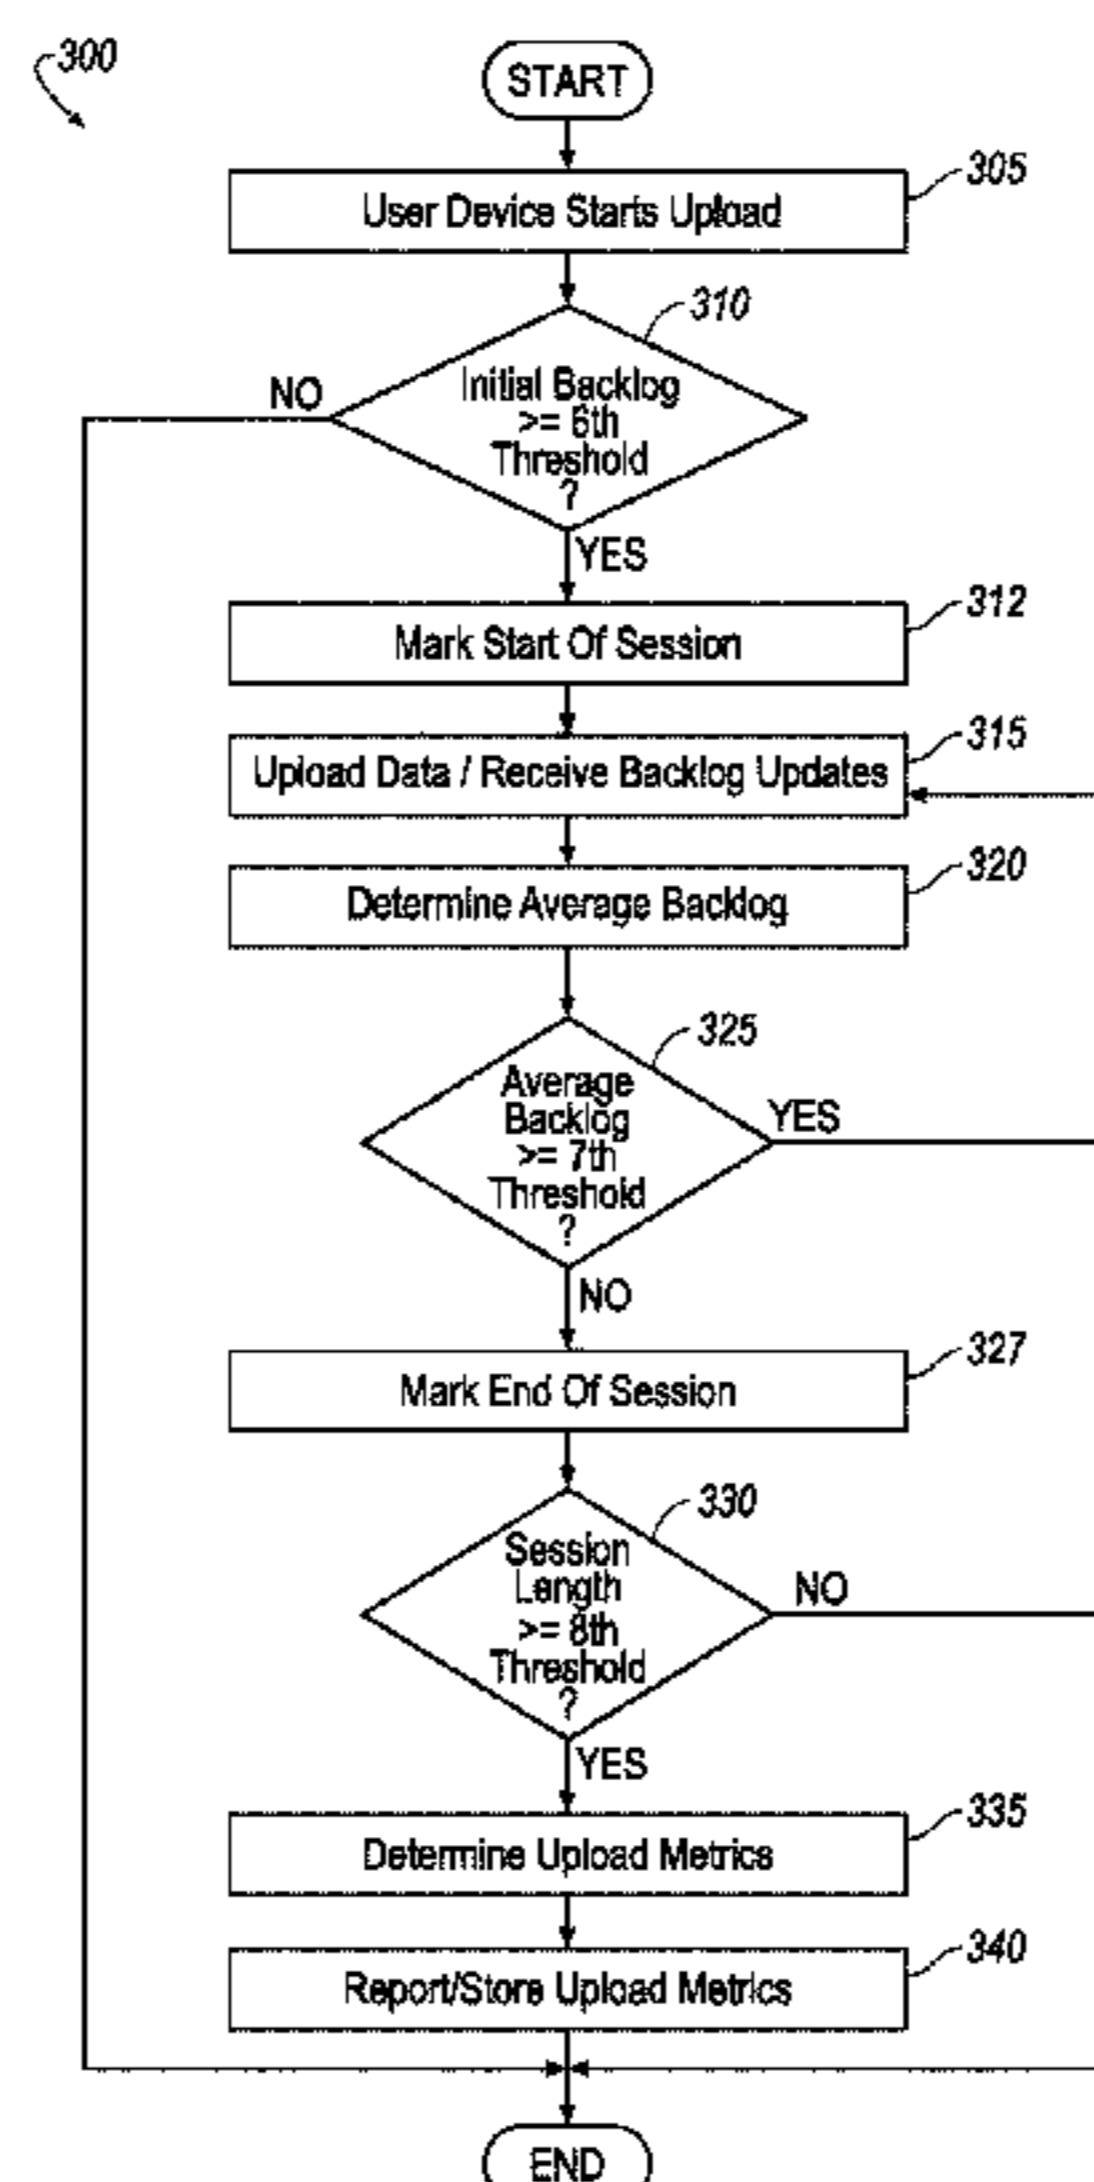 300
START
305
User Device Starts Upload
310
Initial Backlog
>= 6th
Threshold
?
NO
YES
312
Mark Start Of Session
315
Upload Data / Receive Backlog Updates
320
Determine Average Backlog
325
Average
Backlog
>= 7th
Threshold
?
YES
NO
327
Mark End Of Session
330
Session
Length
>= 8th
Threshold
?
NO
YES
335
Determine Upload Metrics
340
Report/Store Upload Metrics
END